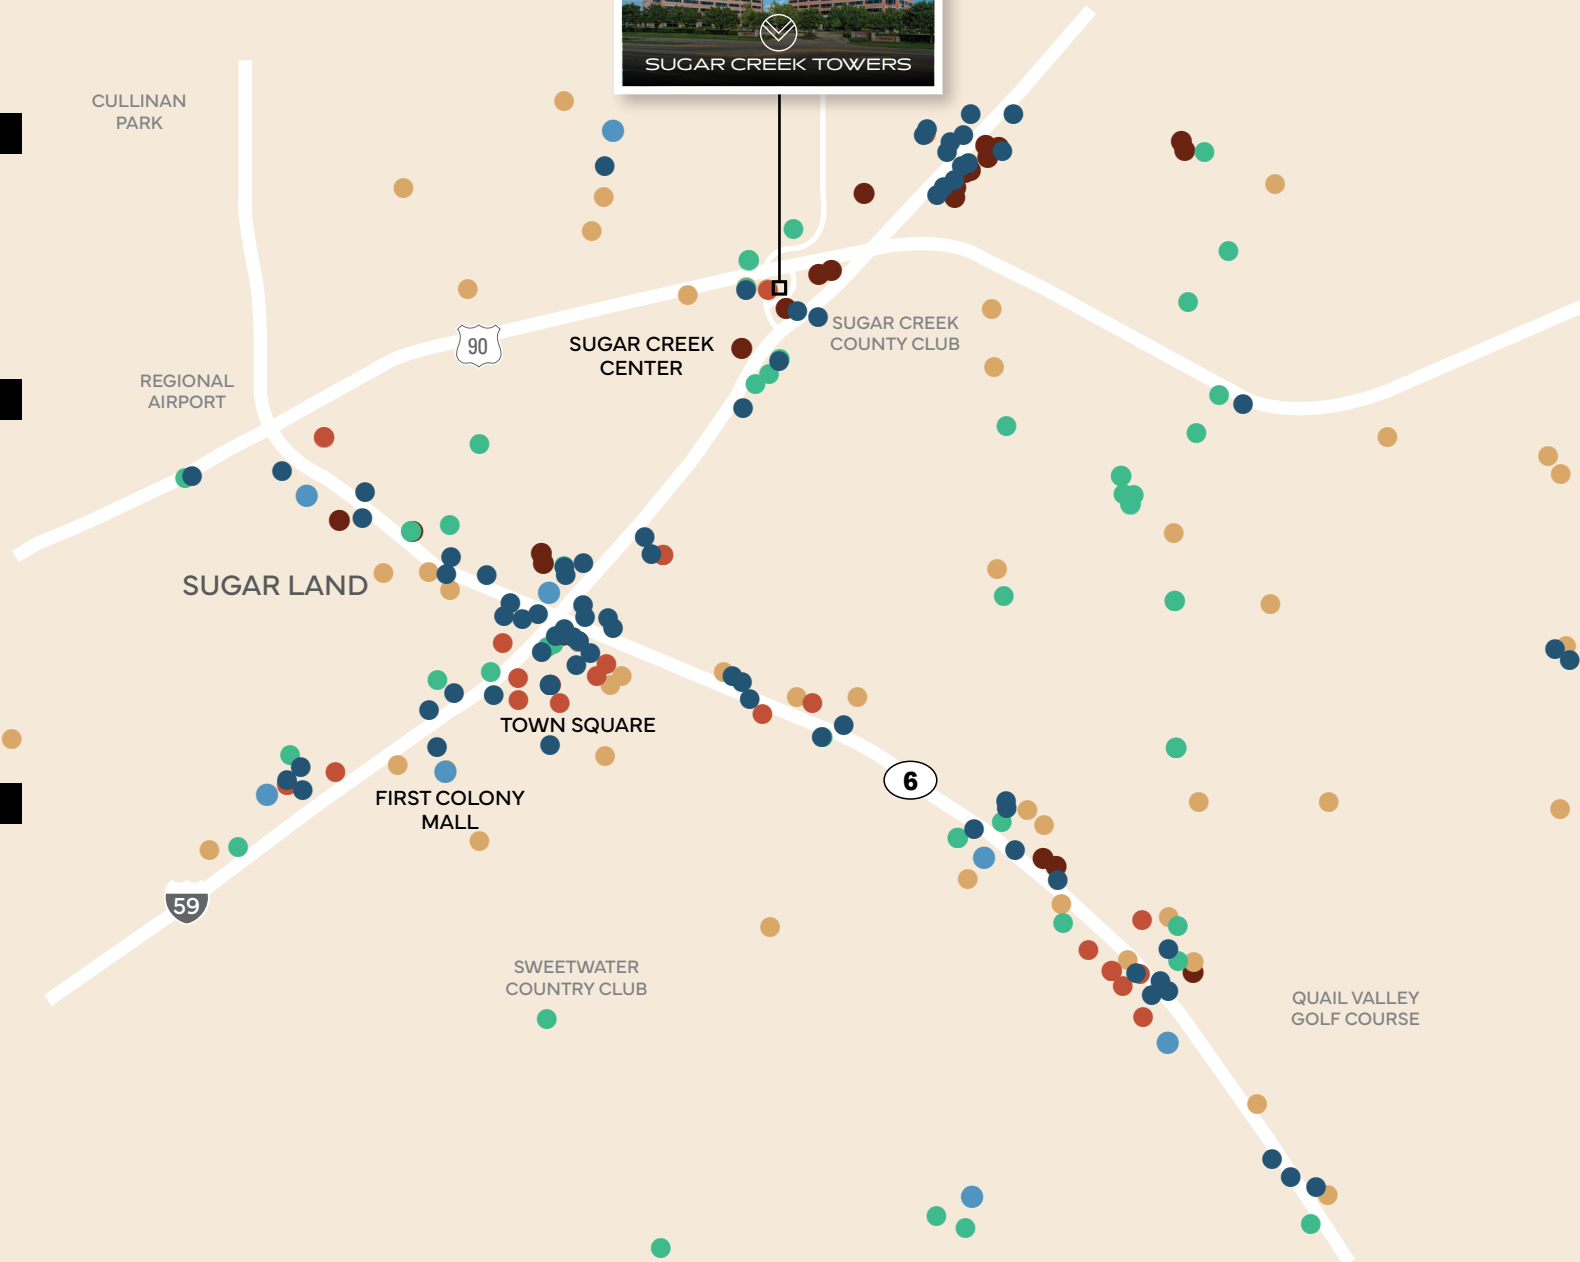 SUGAR CREEK TOWERS
CULLINAN
PARK
SUGAR CREEK
COUNTY CLUB
90
SUGAR CREEK
CENTER
REGIONAL
AIRPORT
SUGAR LAND
TOWN SQUARE
6
FIRST COLONY
MALL
59
SWEETWATER
COUNTRY CLUB
QUAIL VALLEY
GOLF COURSE